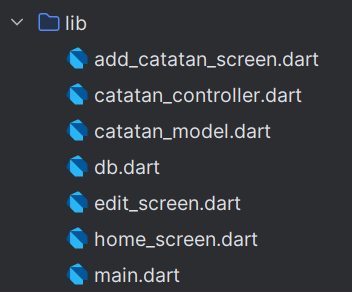 lib
add_catatan_screen.dart
catatan_controller.dart
catatan_model.dart
db.dart
edit_screen.dart
home_screen.dart
main.dart